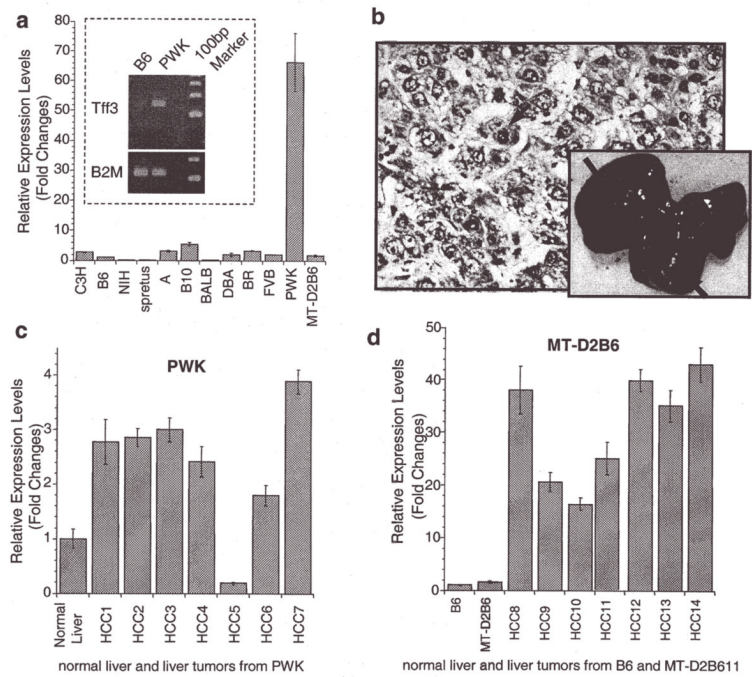 a
Relative Expression Levels
(Fold Changes)
80
70
60
50
40
30
20
10
0
B6
PWK
100bp
Marker
Tff3
B2M
C3H
B6
NIH
spretus
A
B10
BALB
DBA
BR
FVB
PWK
MT-D2B6
b
c
PWK
Relative Expression Levels
(Fold Changes)
4
3
2
1
0
Normal
Liver
HCC1
HCC2
HCC3
HCC4
HCC5
HCC6
HCC7
normal liver and liver tumors from PWK
d
MT-D2B6
Relative Expression Levels
(Fold Changes)
50
40
30
20
10
0
B6
MT-D2B6
HCC8
HCC9
HCC10
HCC11
HCC12
HCC13
HCC14
normal liver and liver tumors from B6 and MT-D2B611